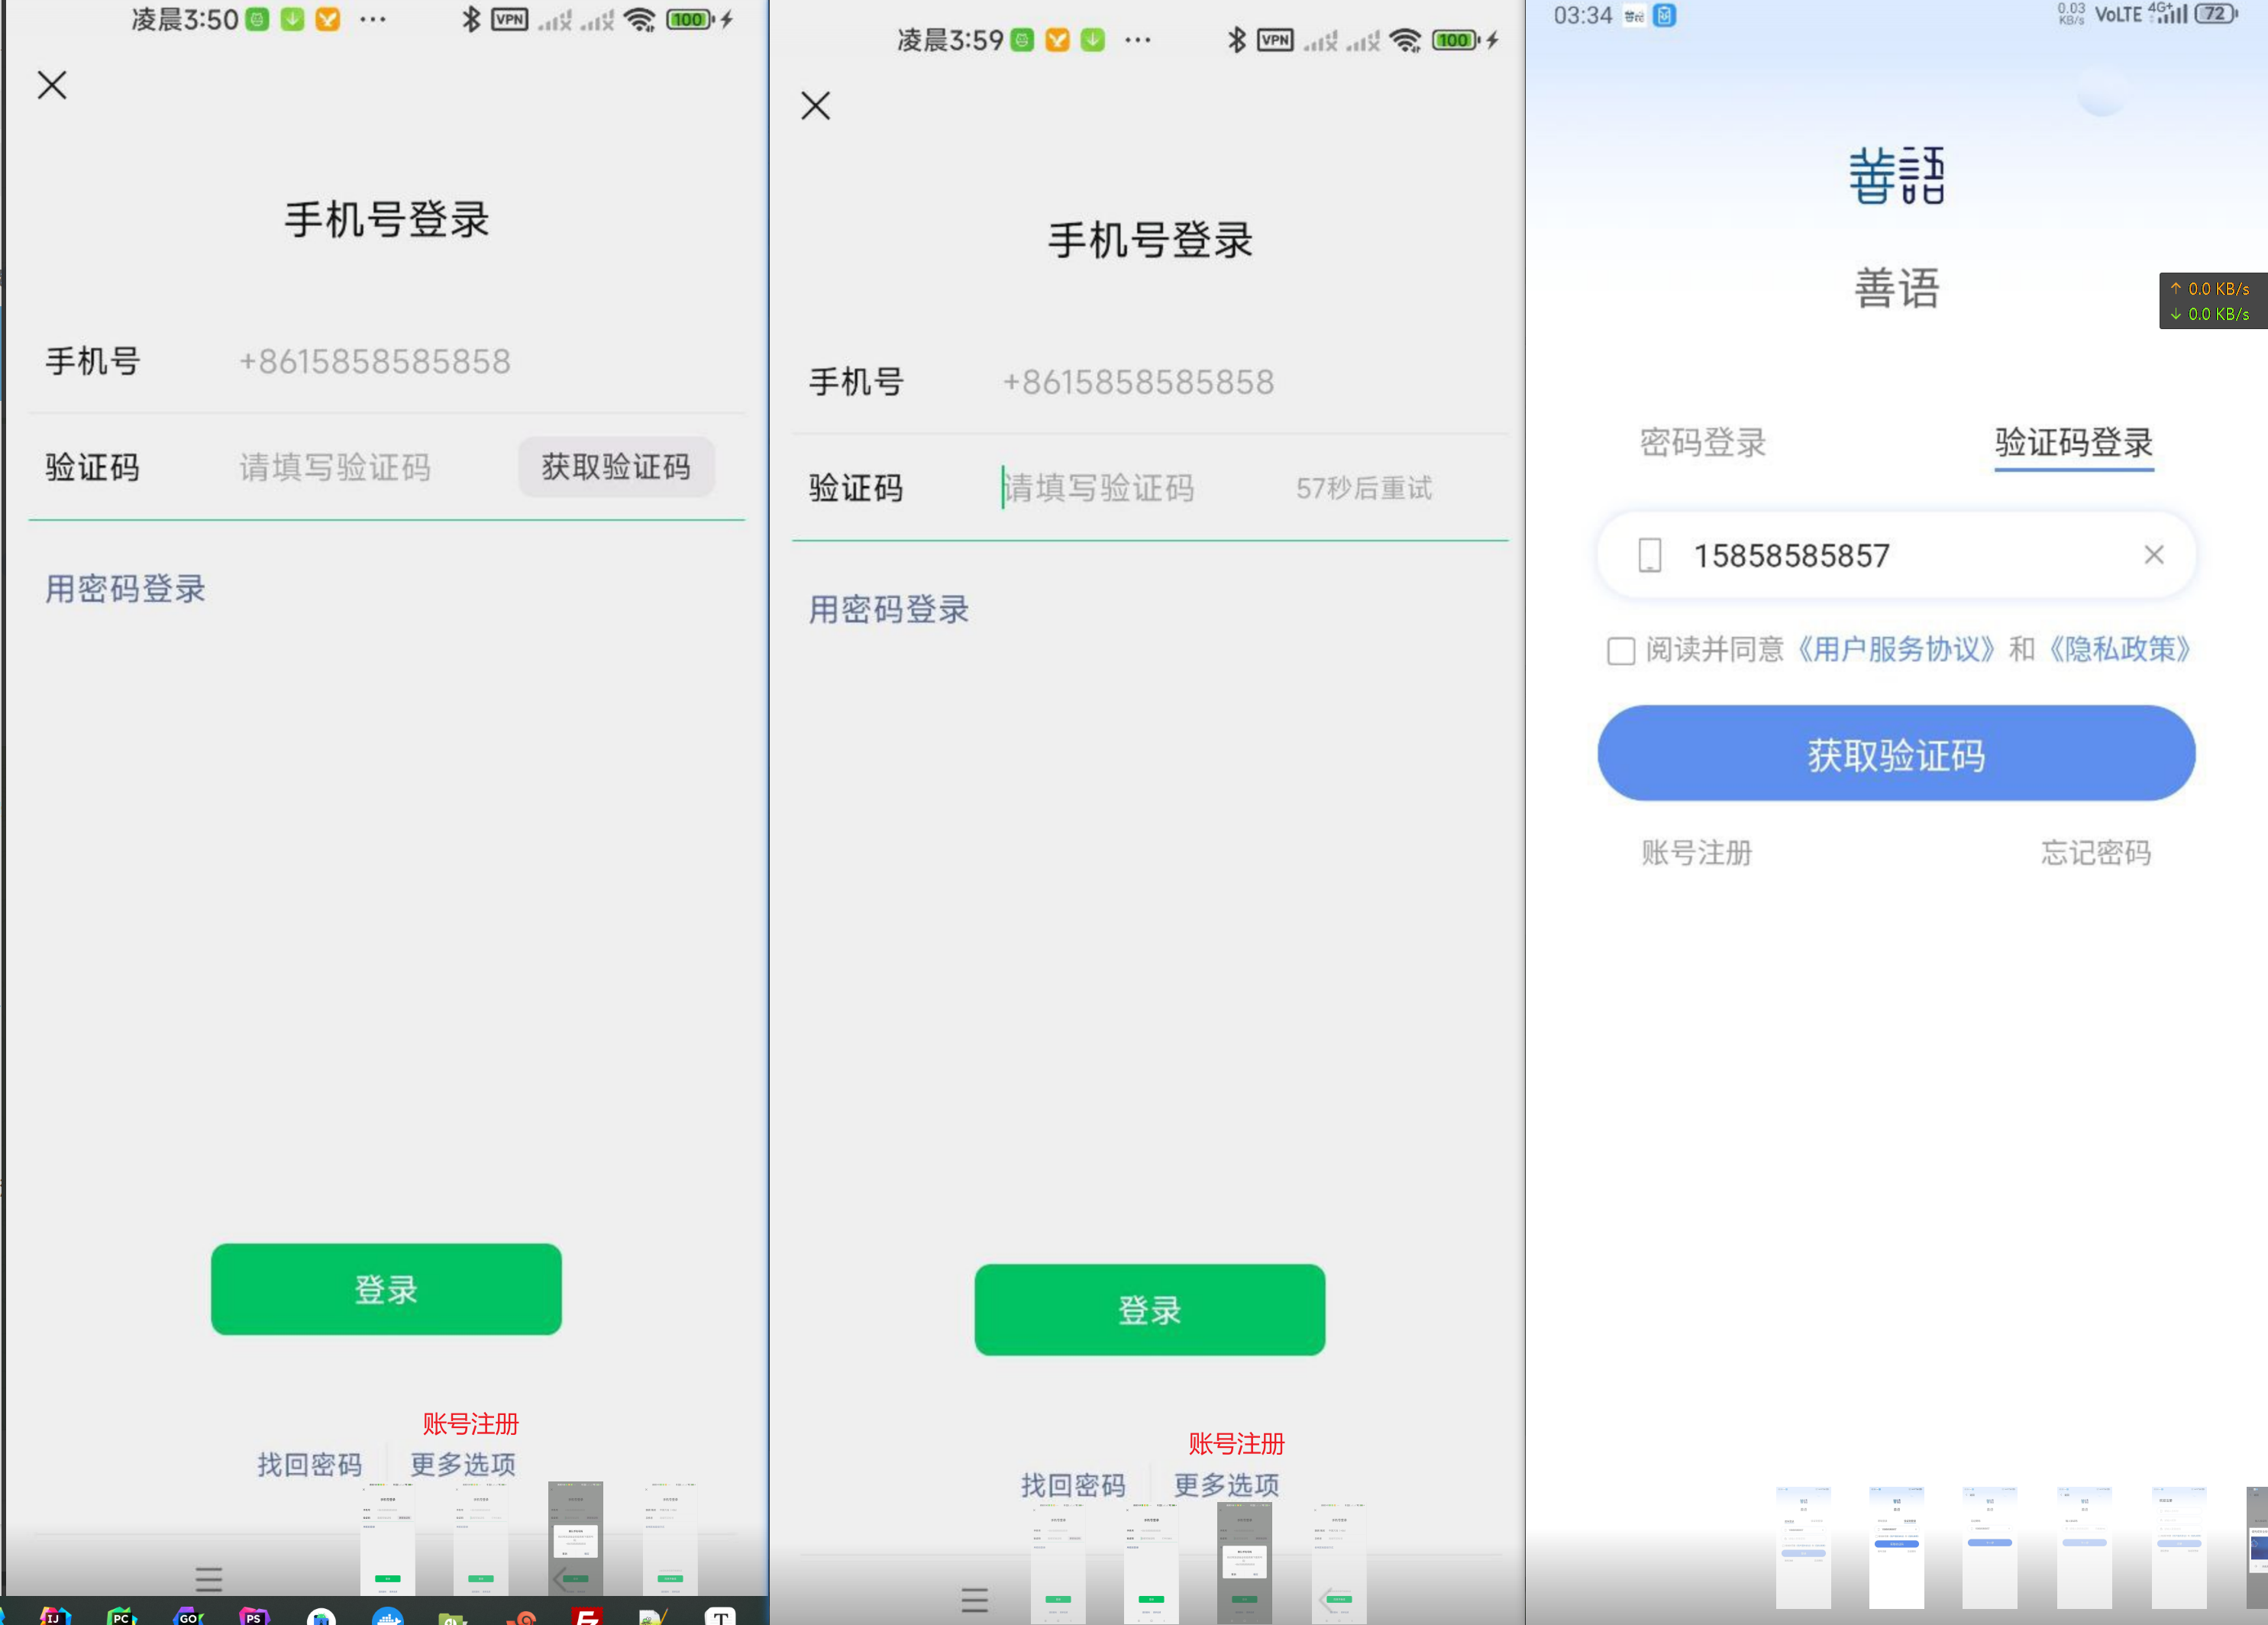 凌晨3:50
VPN
100
手机号登录
手机号 +8615858585858
验证码 请填写验证码 获取验证码
用密码登录
登录
账号注册
找回密码 更多选项
IJ
PC
GO
PS
T
凌晨3:59
VPN
100
手机号登录
手机号 +8615858585858
验证码 请填写验证码 57秒后重试
用密码登录
登录
账号注册
找回密码 更多选项
03:34 善語
0.03 KB/s VoLTE 4G+ 72
善語
善语
↑ 0.0 KB/s
↓ 0.0 KB/s
密码登录 验证码登录
15858585857
阅读并同意《用户服务协议》和《隐私政策》
获取验证码
账号注册 忘记密码